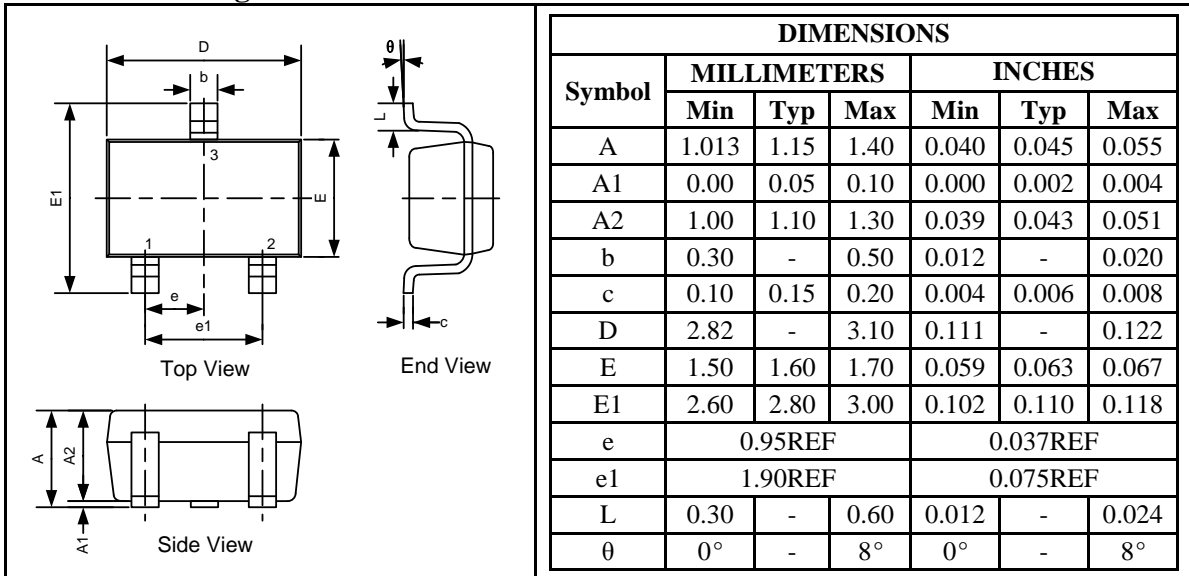 D
b
θ
L
3
E1
E
1
2
e
e1
c
Top View
End View
A
A2
A1
Side View
DIMENSIONS
Symbol MILLIMETERS INCHES
Min Typ Max Min Typ Max
A 1.013 1.15 1.40 0.040 0.045 0.055
A1 0.00 0.05 0.10 0.000 0.002 0.004
A2 1.00 1.10 1.30 0.039 0.043 0.051
b 0.30 - 0.50 0.012 - 0.020
c 0.10 0.15 0.20 0.004 0.006 0.008
D 2.82 - 3.10 0.111 - 0.122
E 1.50 1.60 1.70 0.059 0.063 0.067
E1 2.60 2.80 3.00 0.102 0.110 0.118
e 0.95REF 0.037REF
e1 1.90REF 0.075REF
L 0.30 - 0.60 0.012 - 0.024
θ 0° - 8° 0° - 8°